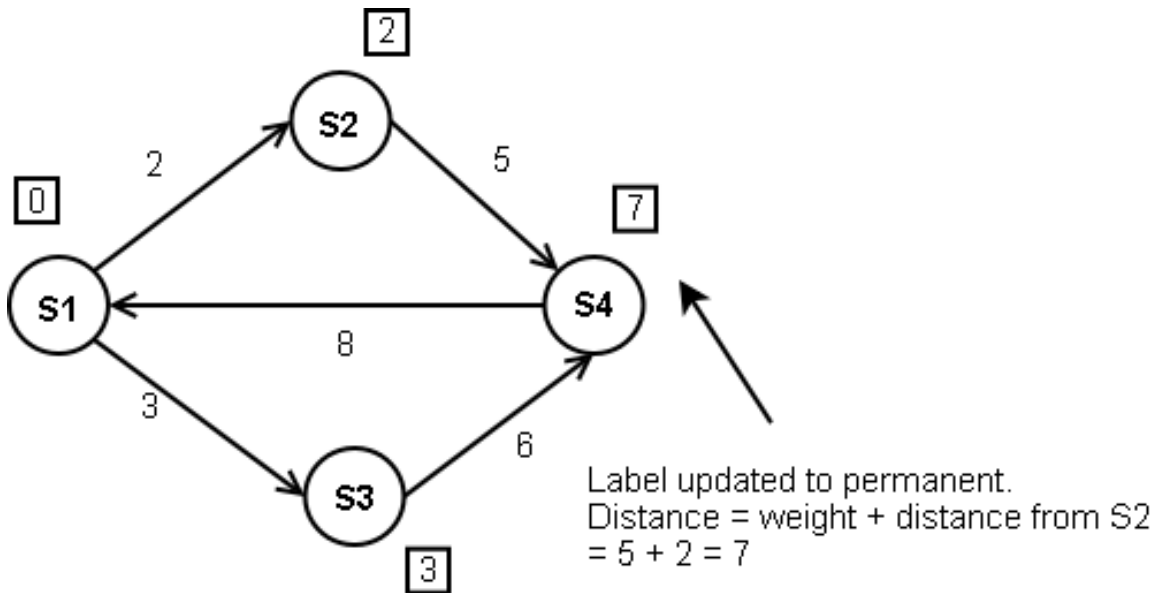 2
S2
2
5
0
7
S1
S4
8
3
6
S3
3
Label updated to permanent.
Distance = weight + distance from S2
= 5 + 2 = 7